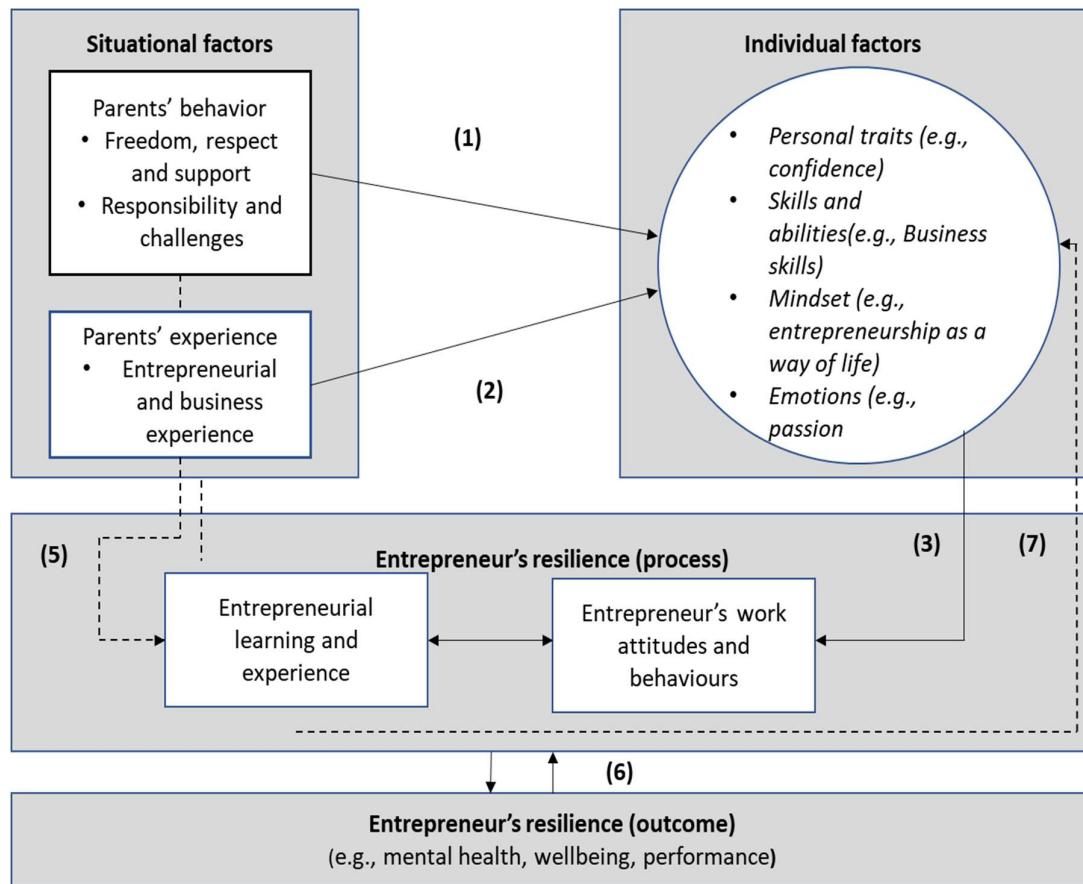 Situational factors
Parents' behavior
• Freedom, respect
and support
• Responsibility and
challenges
Parents' experience
• Entrepreneurial
and business
experience
(1)
(2)
Individual factors
• Personal traits (e.g.,
confidence)
• Skills and
abilities(e.g., Business
skills)
• Mindset (e.g.,
entrepreneurship as a
way of life)
• Emotions (e.g.,
passion
(5)
Entrepreneur's resilience (process)
(3)
(7)
Entrepreneurial
learning and
experience
Entrepreneur's work
attitudes and
behaviours
(6)
Entrepreneur's resilience (outcome)
(e.g., mental health, wellbeing, performance)